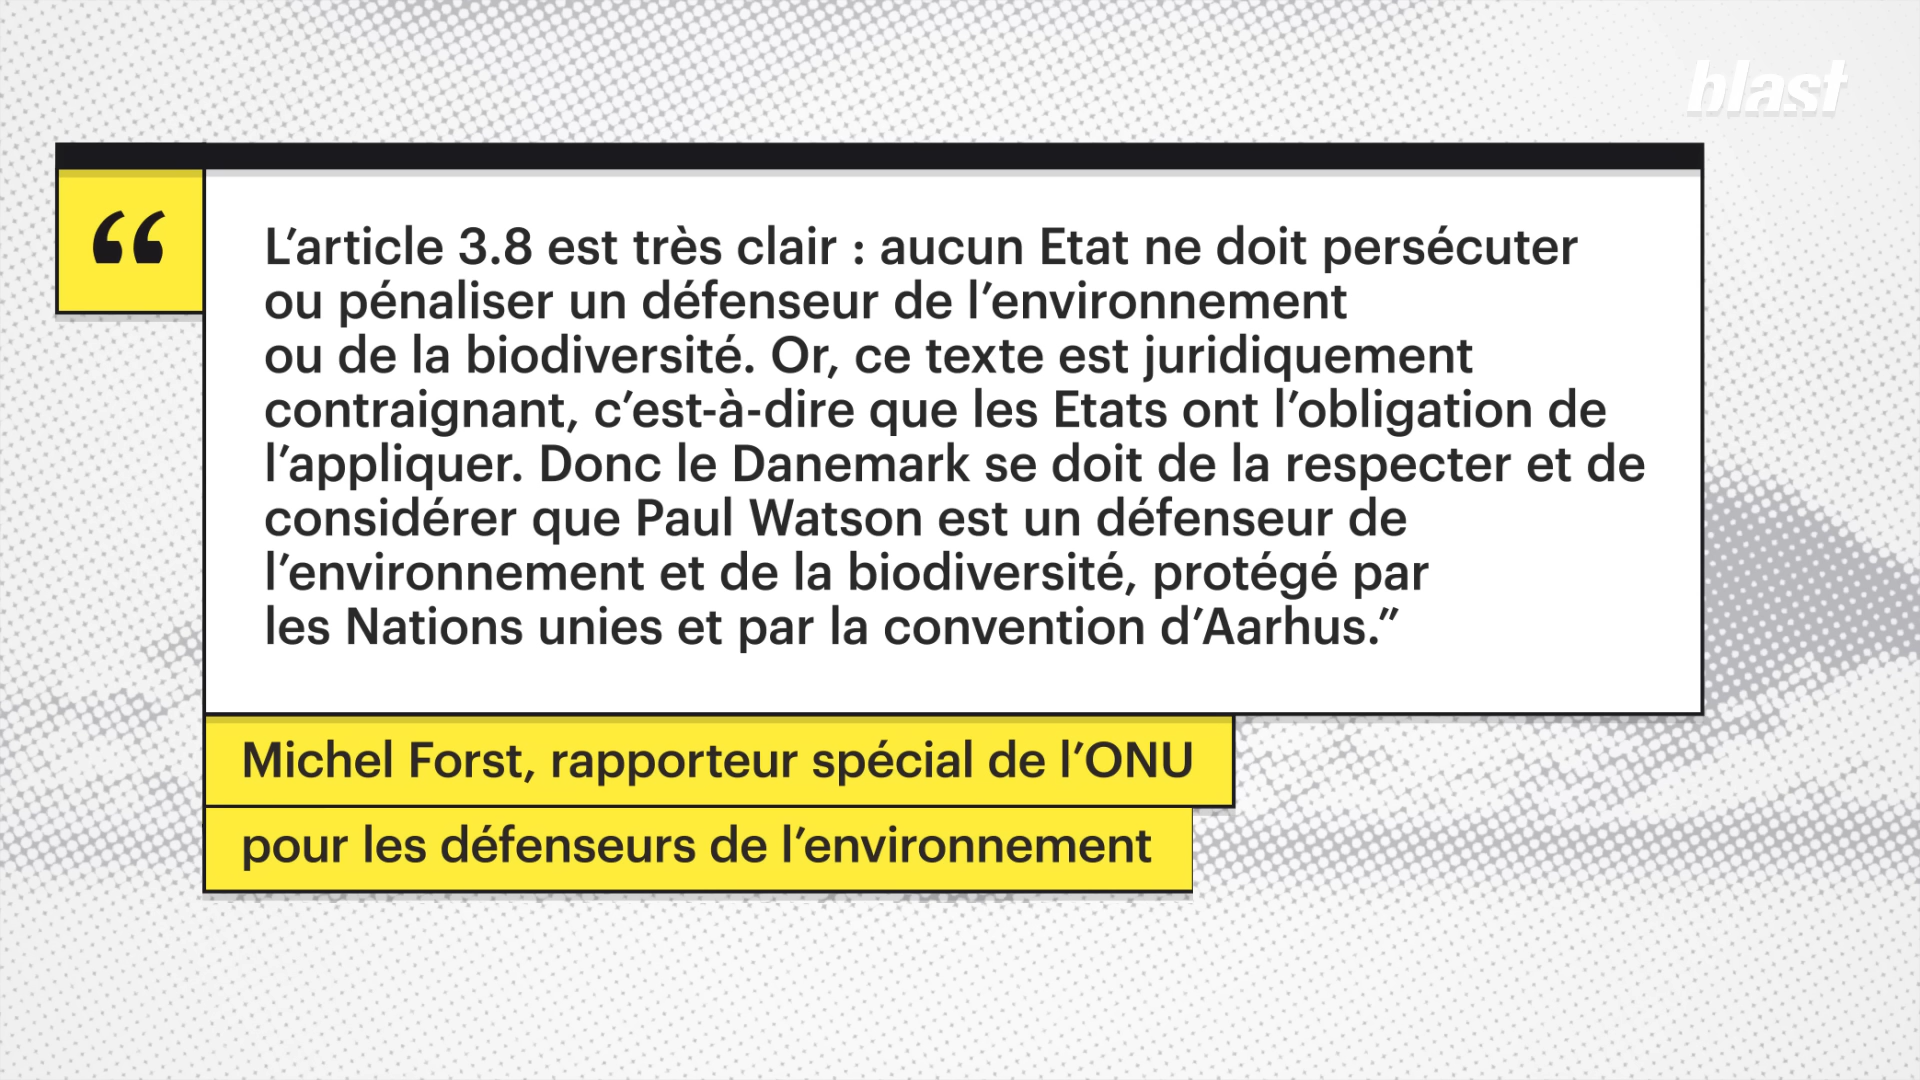 blast
“
L’article 3.8 est très clair : aucun Etat ne doit persécuter
ou pénaliser un défenseur de l’environnement
ou de la biodiversité. Or, ce texte est juridiquement
contraignant, c’est-à-dire que les Etats ont l’obligation de
l’appliquer. Donc le Danemark se doit de la respecter et de
considérer que Paul Watson est un défenseur de
l’environnement et de la biodiversité, protégé par
les Nations unies et par la convention d’Aarhus.”
Michel Forst, rapporteur spécial de l’ONU
pour les défenseurs de l’environnement